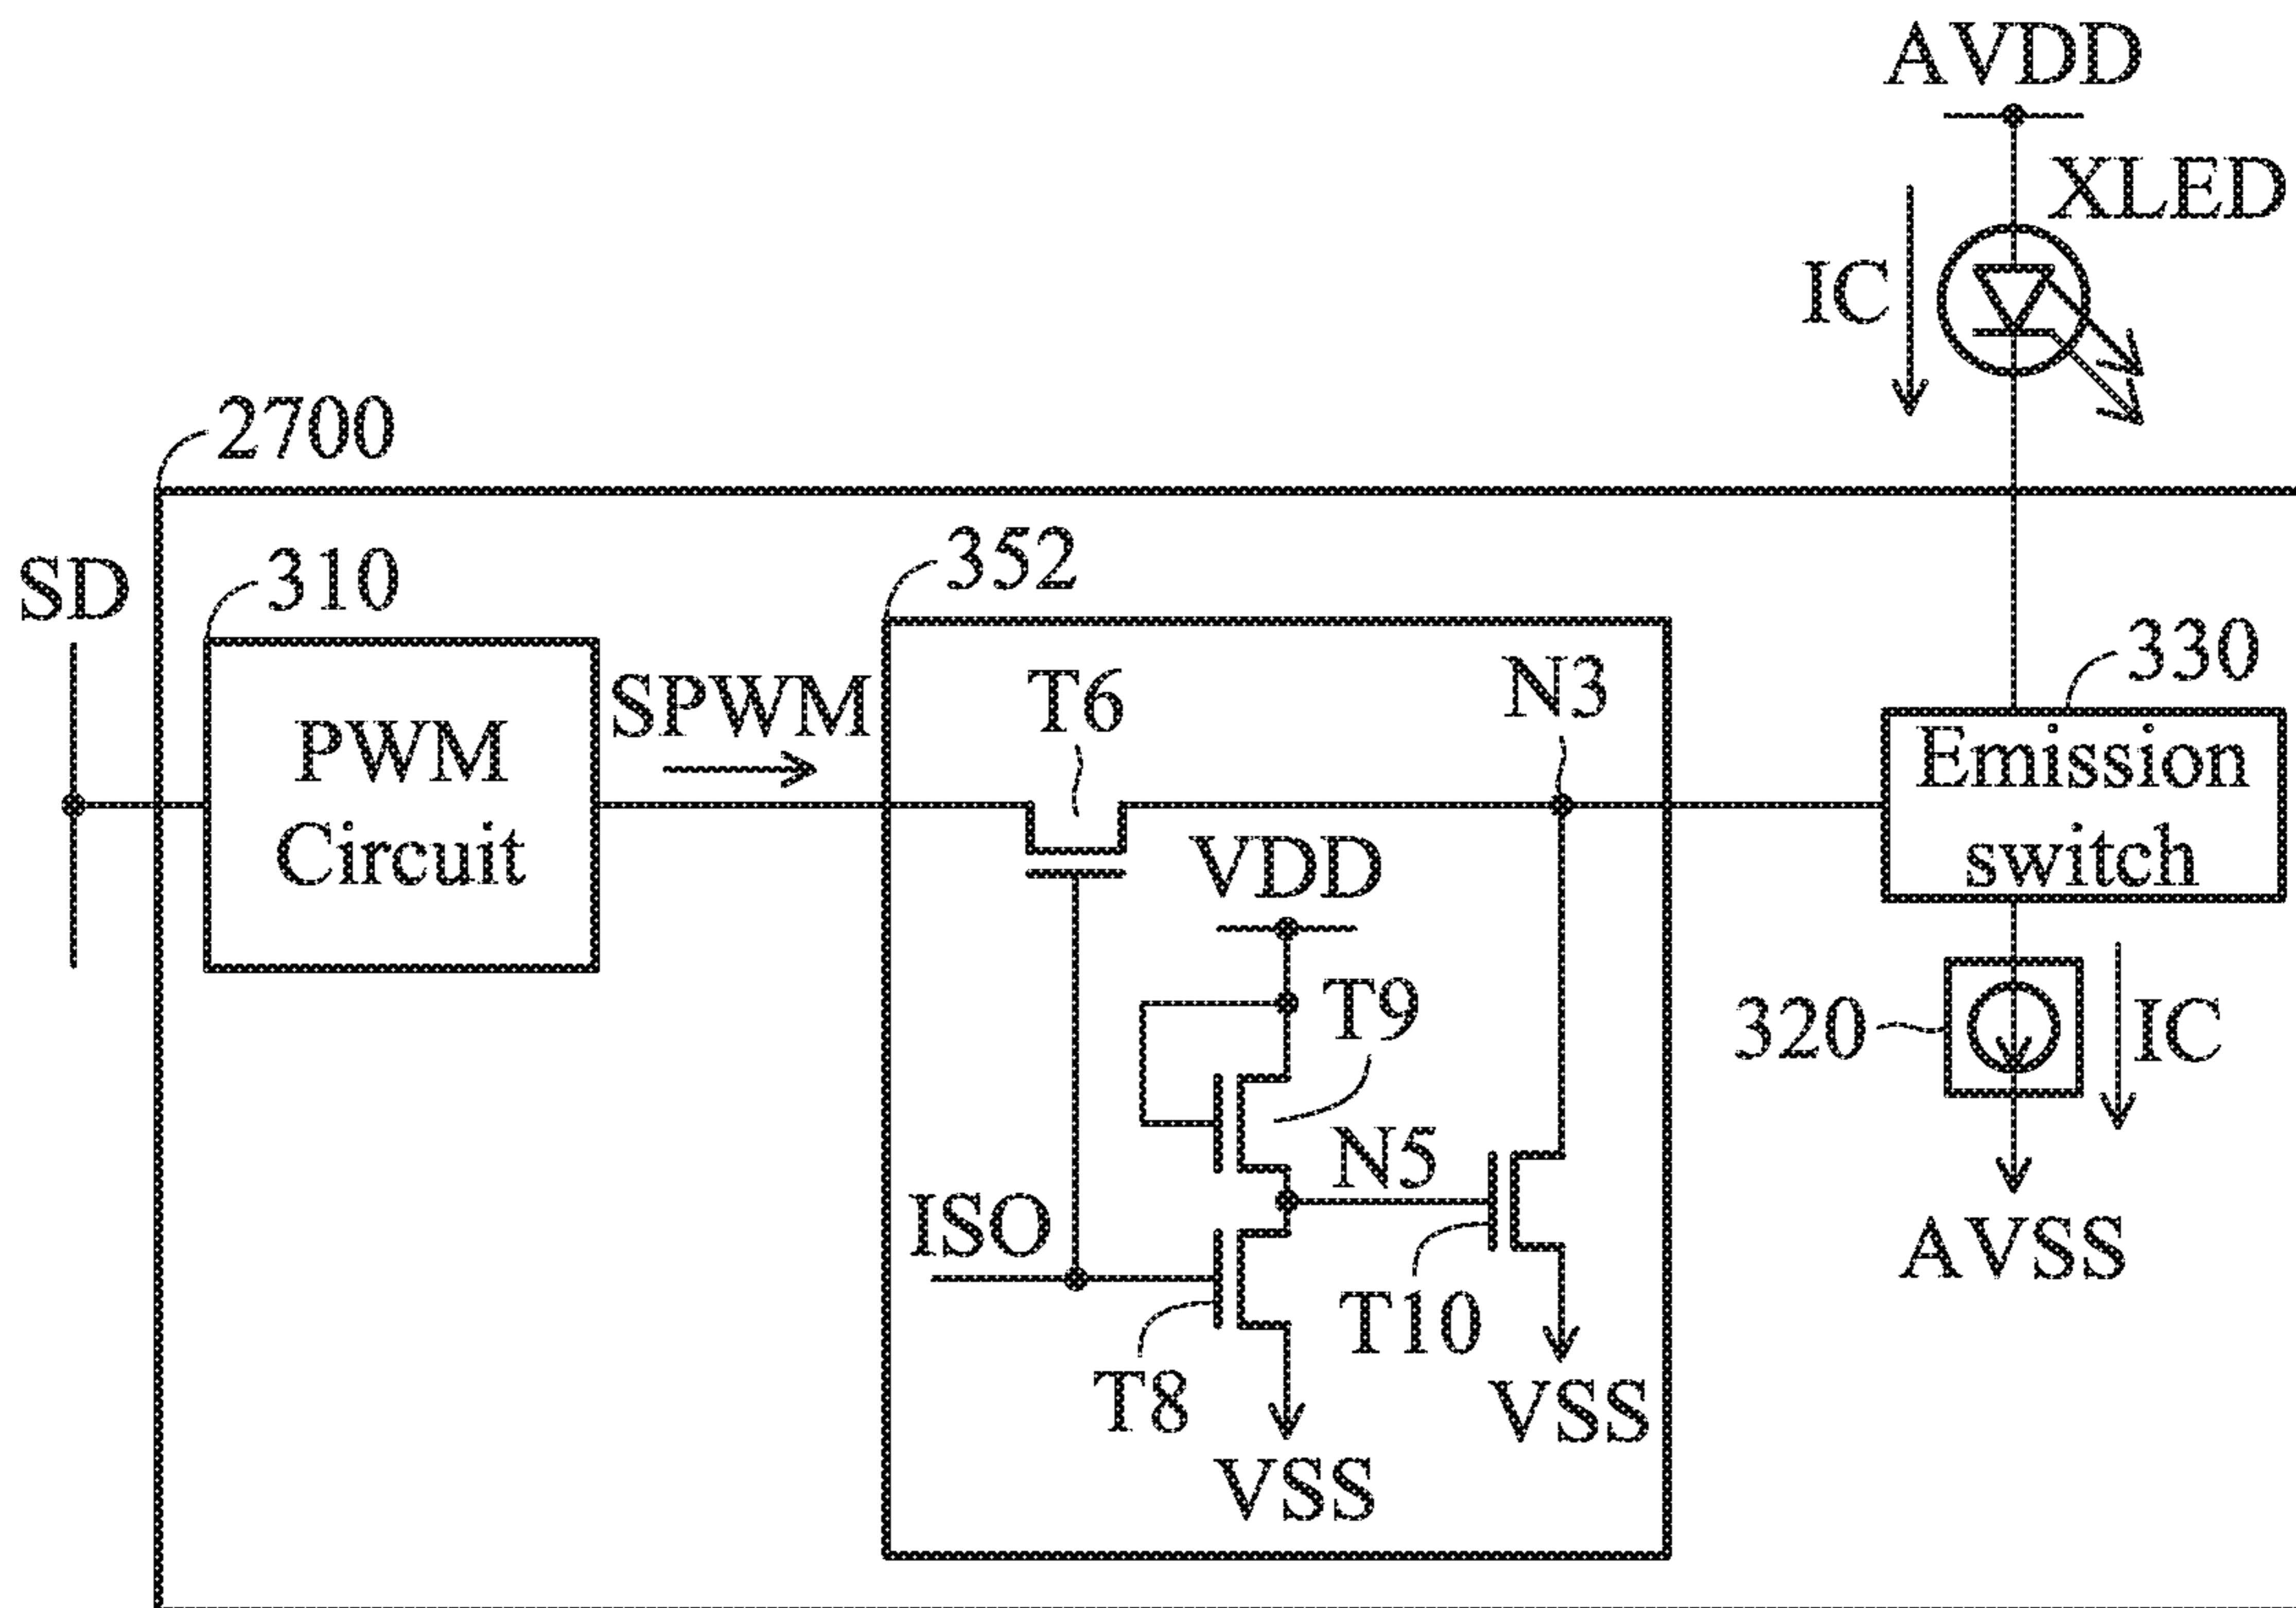 AVDD
XLED
IC
2700
352
SD
310
330
SPWM
T6
N3
PWM
Circuit
Emission
switch
VDD
T9
320
IC
N5
ISO
AVSS
T10
T8
VSS
VSS